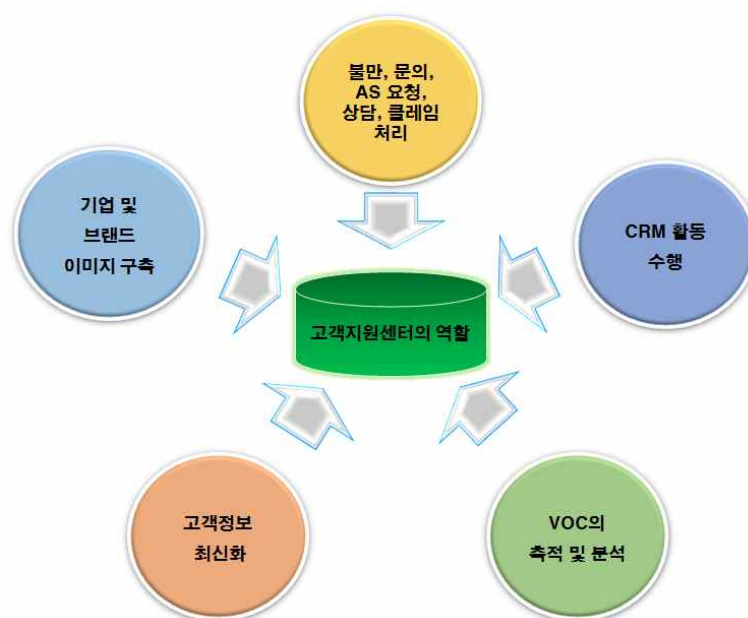 불만, 문의,
AS 요청,
상담, 클레임
처리
기업 및
브랜드
이미지 구축
CRM 활동
수행
고객지원센터의 역할
고객정보
최신화
VOC의
측적 및 분석